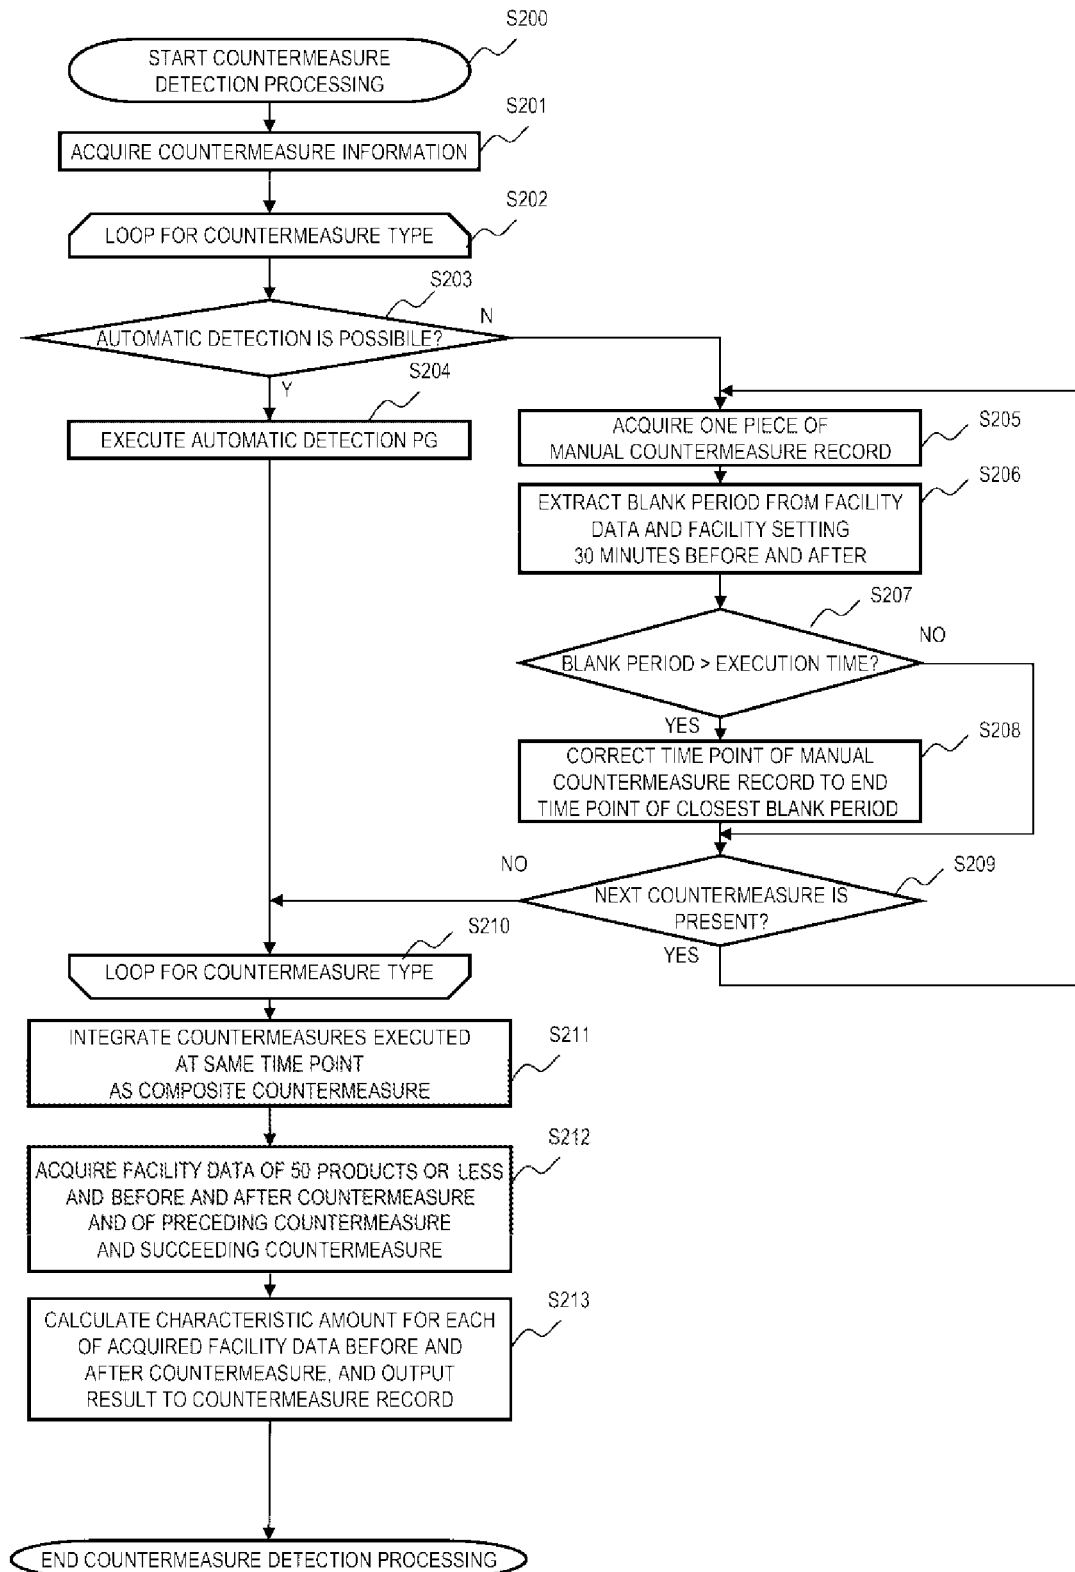 S200
START COUNTERMEASURE
DETECTION PROCESSING
S201
ACQUIRE COUNTERMEASURE INFORMATION
S202
LOOP FOR COUNTERMEASURE TYPE
S203
AUTOMATIC DETECTION IS POSSIBILE?
N
Y
S204
EXECUTE AUTOMATIC DETECTION PG
S205
ACQUIRE ONE PIECE OF
MANUAL COUNTERMEASURE RECORD
S206
EXTRACT BLANK PERIOD FROM FACILITY
DATA AND FACILITY SETTING
30 MINUTES BEFORE AND AFTER
S207
BLANK PERIOD > EXECUTION TIME?
NO
YES
S208
CORRECT TIME POINT OF MANUAL
COUNTERMEASURE RECORD TO END
TIME POINT OF CLOSEST BLANK PERIOD
S209
NEXT COUNTERMEASURE IS
PRESENT?
NO
YES
S210
LOOP FOR COUNTERMEASURE TYPE
S211
INTEGRATE COUNTERMEASURES EXECUTED
AT SAME TIME POINT
AS COMPOSITE COUNTERMEASURE
S212
ACQUIRE FACILITY DATA OF 50 PRODUCTS OR LESS
AND BEFORE AND AFTER COUNTERMEASURE
AND OF PRECEDING COUNTERMEASURE
AND SUCCEEDING COUNTERMEASURE
S213
CALCULATE CHARACTERISTIC AMOUNT FOR EACH
OF ACQUIRED FACILITY DATA BEFORE AND
AFTER COUNTERMEASURE, AND OUTPUT
RESULT TO COUNTERMEASURE RECORD
END COUNTERMEASURE DETECTION PROCESSING